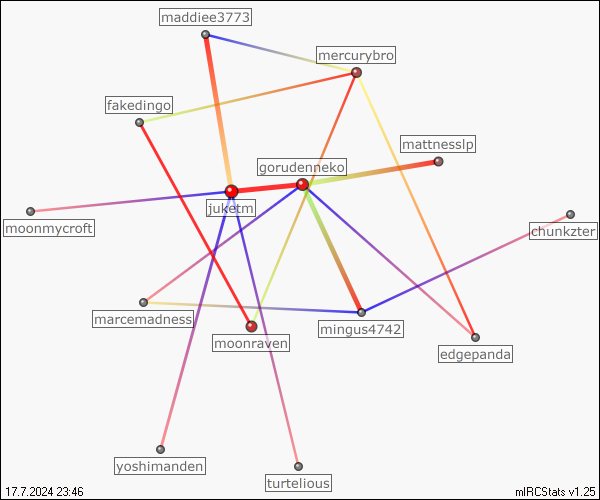 maddiee3773
mercurybro
fakedingo
mattnesslp
gorudenneko
juketm
moonmycroft
chunkzter
marcemadness
mingus4742
moonraven
edgepanda
yoshimanden
turtelious
17.7.2024 23:46
mIRCStats v1.25